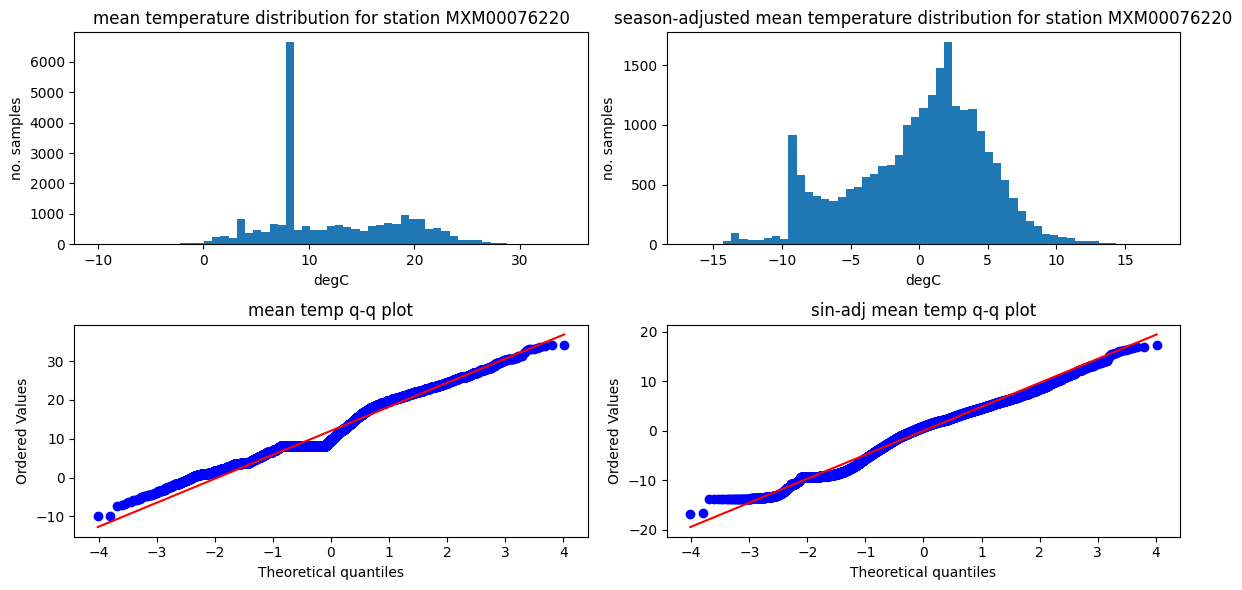 mean temperature distribution for station MXM00076220
no. samples
6000
5000
4000
3000
2000
1000
0
−10 0 10 20 30
degC
season-adjusted mean temperature distribution for station MXM00076220
no. samples
1500
1000
500
0
−15 −10 −5 0 5 10 15
degC
mean temp q-q plot
Ordered Values
30
20
10
0
−10
−4 −3 −2 −1 0 1 2 3 4
Theoretical quantiles
sin-adj mean temp q-q plot
Ordered Values
20
10
0
−10
−20
−4 −3 −2 −1 0 1 2 3 4
Theoretical quantiles